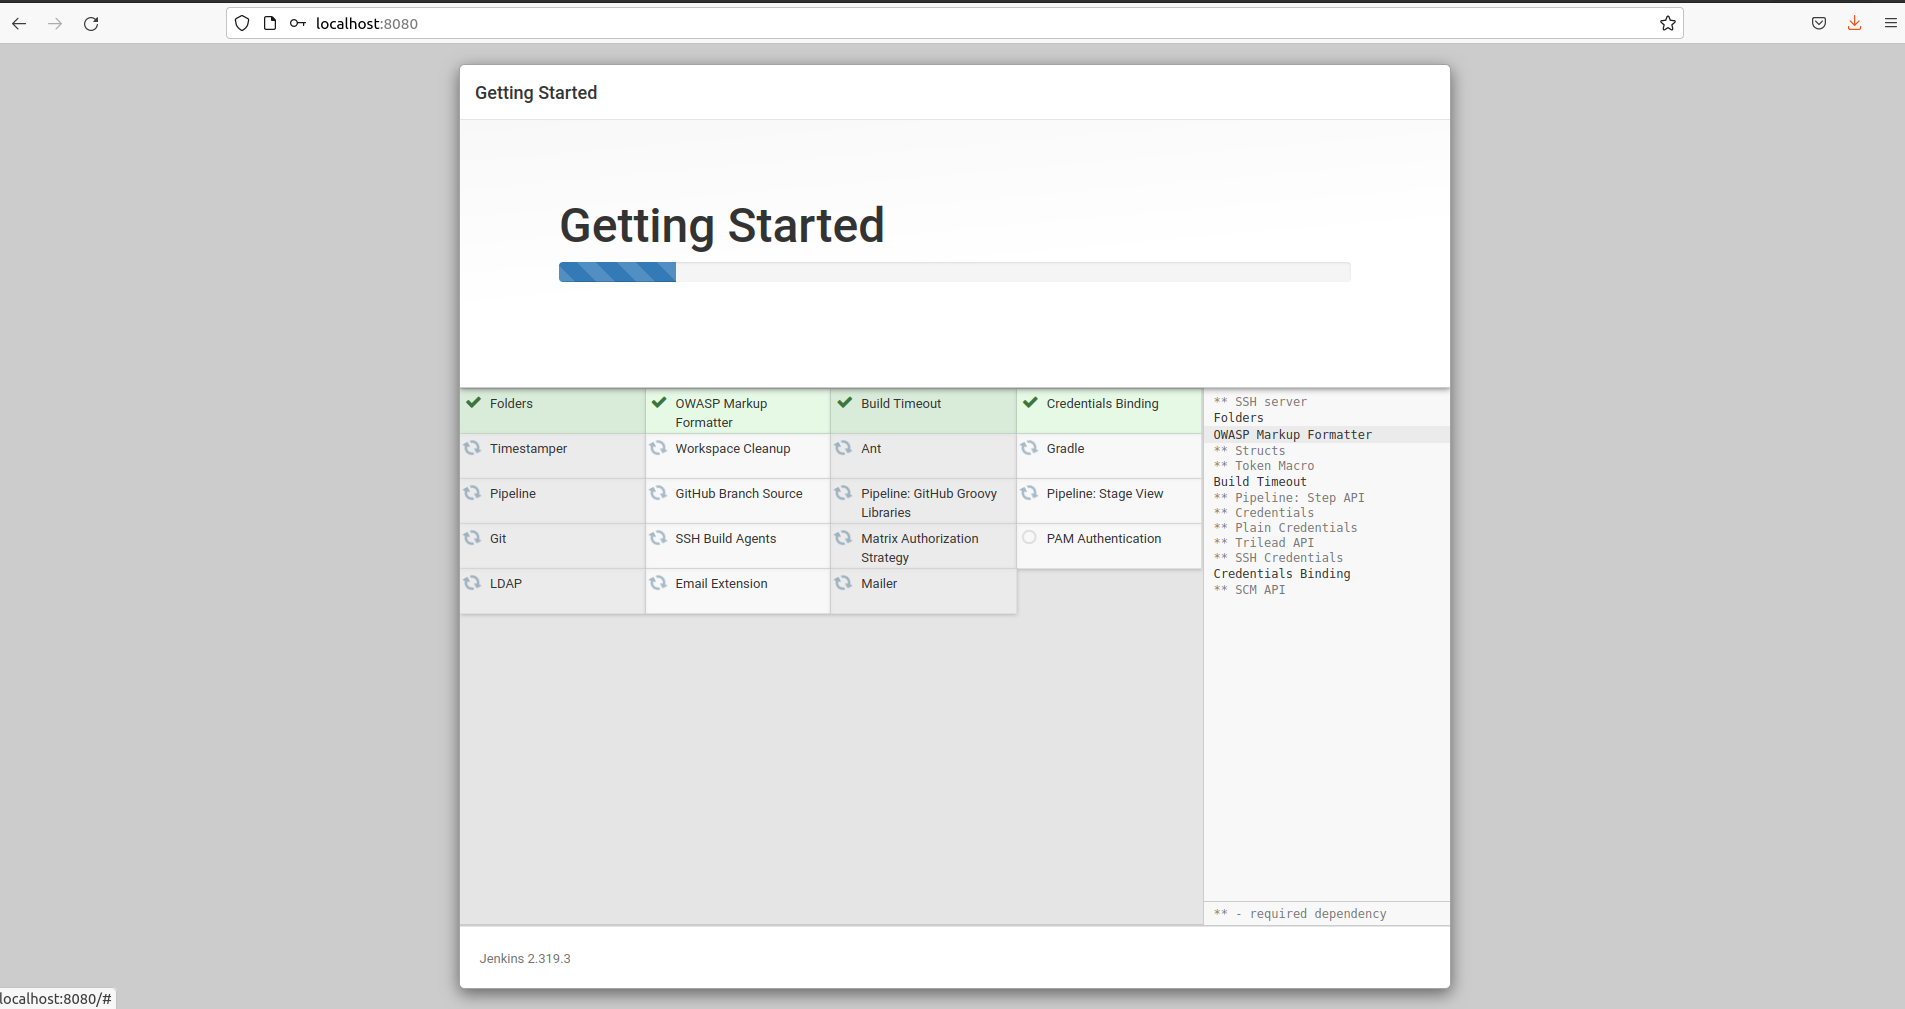 localhost:8080
Getting Started
Getting Started
Folders
OWASP Markup
Formatter
Build Timeout
Credentials Binding
Timestamper
Workspace Cleanup
Ant
Gradle
Pipeline
GitHub Branch Source
Pipeline: GitHub Groovy
Libraries
Pipeline: Stage View
Git
SSH Build Agents
Matrix Authorization
Strategy
PAM Authentication
LDAP
Email Extension
Mailer
** SSH server
Folders
OWASP Markup Formatter
** Structs
** Token Macro
Build Timeout
** Pipeline: Step API
** Credentials
** Plain Credentials
** Trilead API
** SSH Credentials
Credentials Binding
** SCM API
** - required dependency
Jenkins 2.319.3
localhost:8080/#